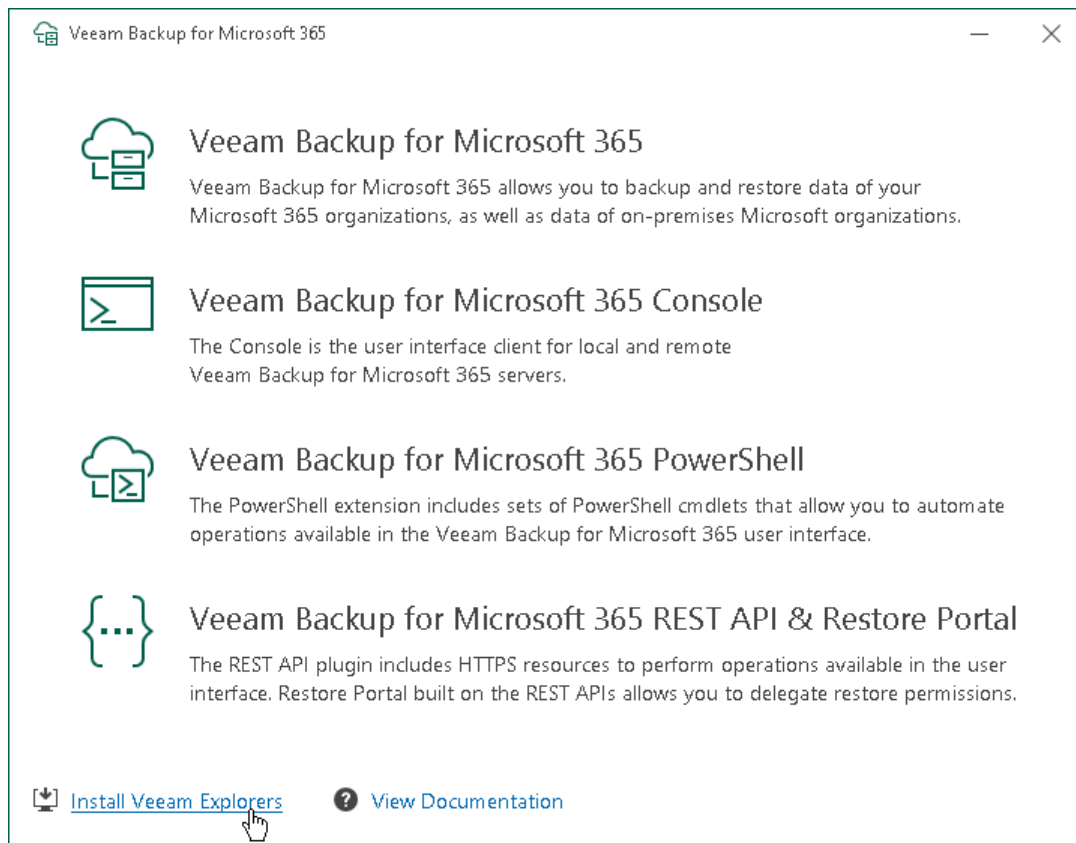 Veeam Backup for Microsoft 365
Veeam Backup for Microsoft 365
Veeam Backup for Microsoft 365 allows you to backup and restore data of your
Microsoft 365 organizations, as well as data of on-premises Microsoft organizations.
Veeam Backup for Microsoft 365 Console
The Console is the user interface client for local and remote
Veeam Backup for Microsoft 365 servers.
Veeam Backup for Microsoft 365 PowerShell
The PowerShell extension includes sets of PowerShell cmdlets that allow you to automate
operations available in the Veeam Backup for Microsoft 365 user interface.
Veeam Backup for Microsoft 365 REST API & Restore Portal
The REST API plugin includes HTTPS resources to perform operations available in the user
interface. Restore Portal built on the REST APIs allows you to delegate restore permissions.
Install Veeam Explorers
View Documentation